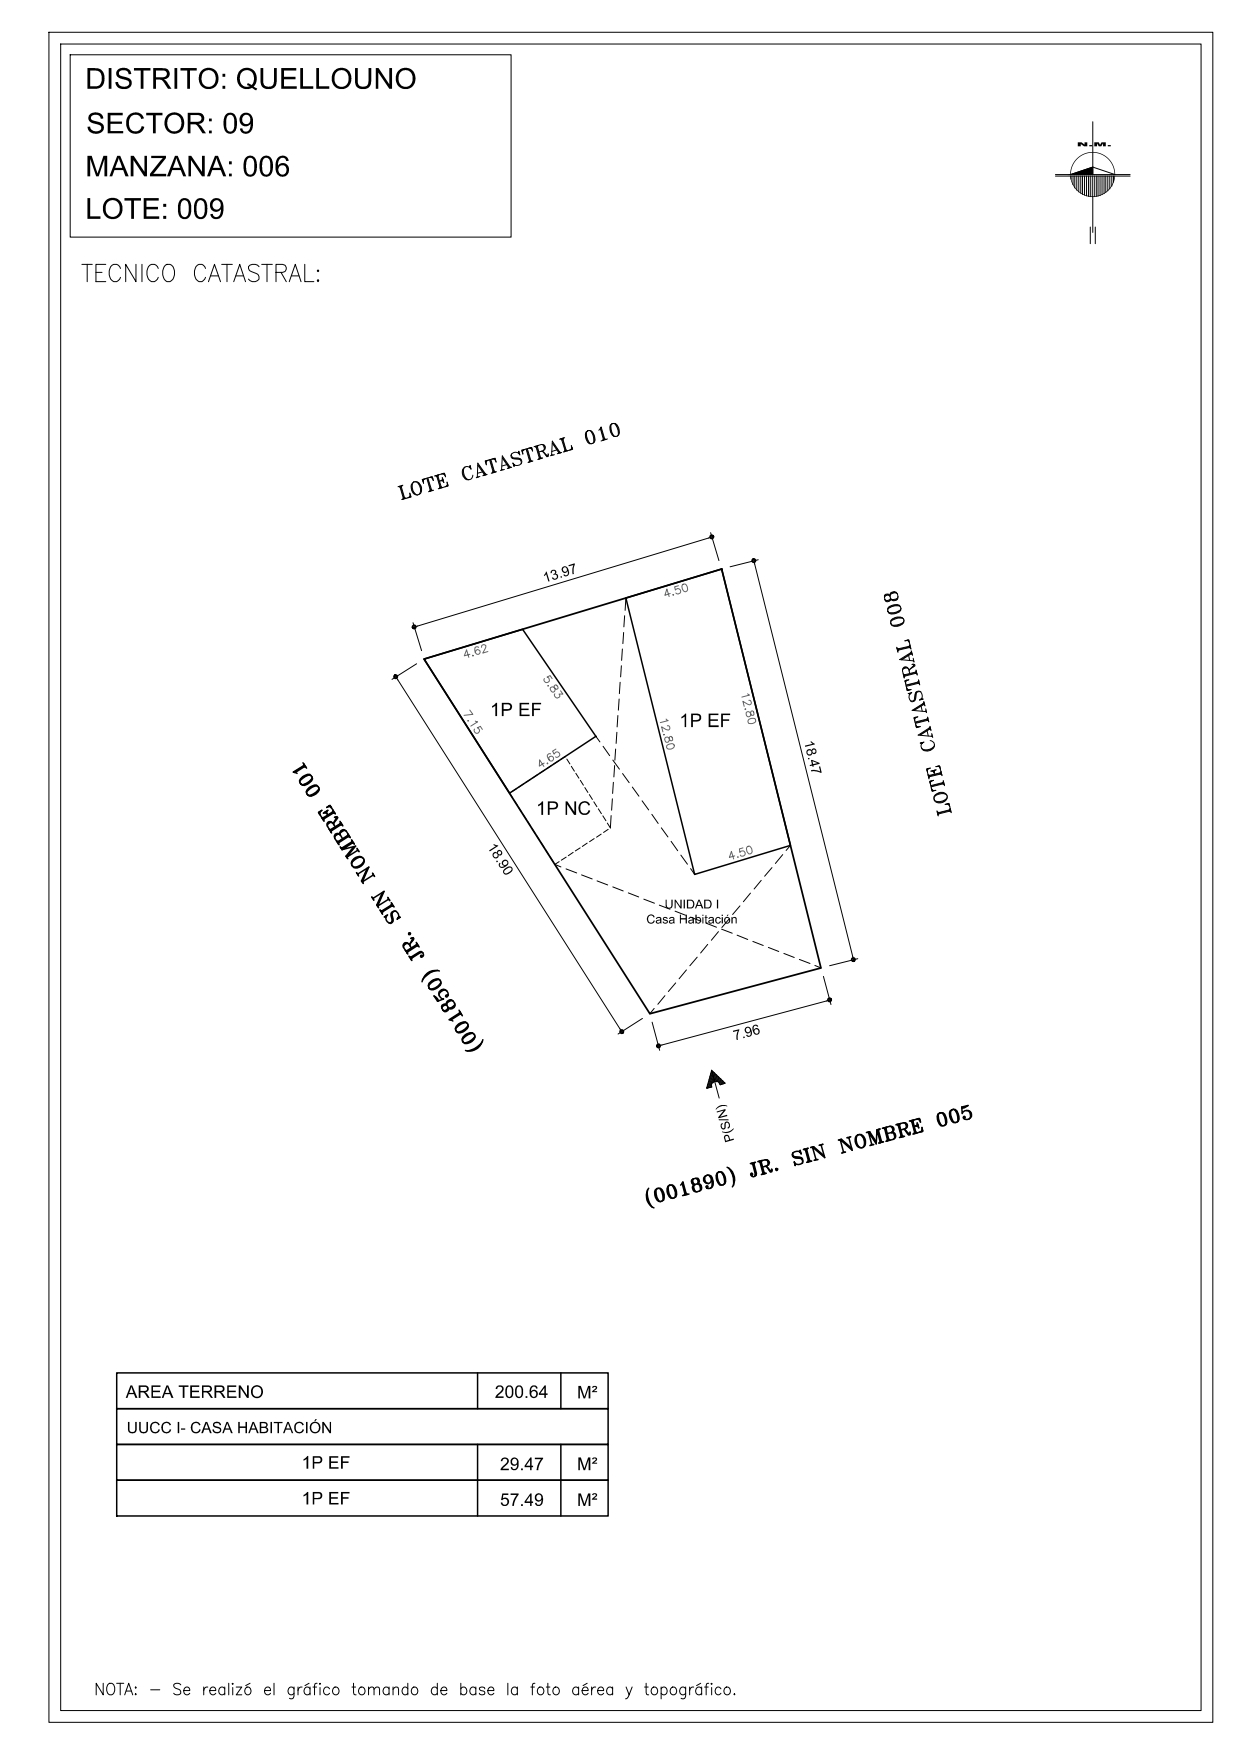 DISTRITO: QUELLOUNO
SECTOR: 09
MANZANA: 006
LOTE: 009
N.M.
TECNICO CATASTRAL:
LOTE CATASTRAL 010
13.97
4.50
4.62
5.83
1P EF
7.15
12.80
1P EF
12.80
18.47
LOTE CATASTRAL 008
4.65
1P NC
18.90
4.50
(001850) JR. SIN NOMBRE 001
UNIDAD I
Casa Habitación
7.96
P(S/N)
(001890) JR. SIN NOMBRE 005
AREA TERRENO 200.64 M²
UUCC I- CASA HABITACIÓN
1P EF 29.47 M²
1P EF 57.49 M²
NOTA: - Se realizó el gráfico tomando de base la foto aérea y topográfico.